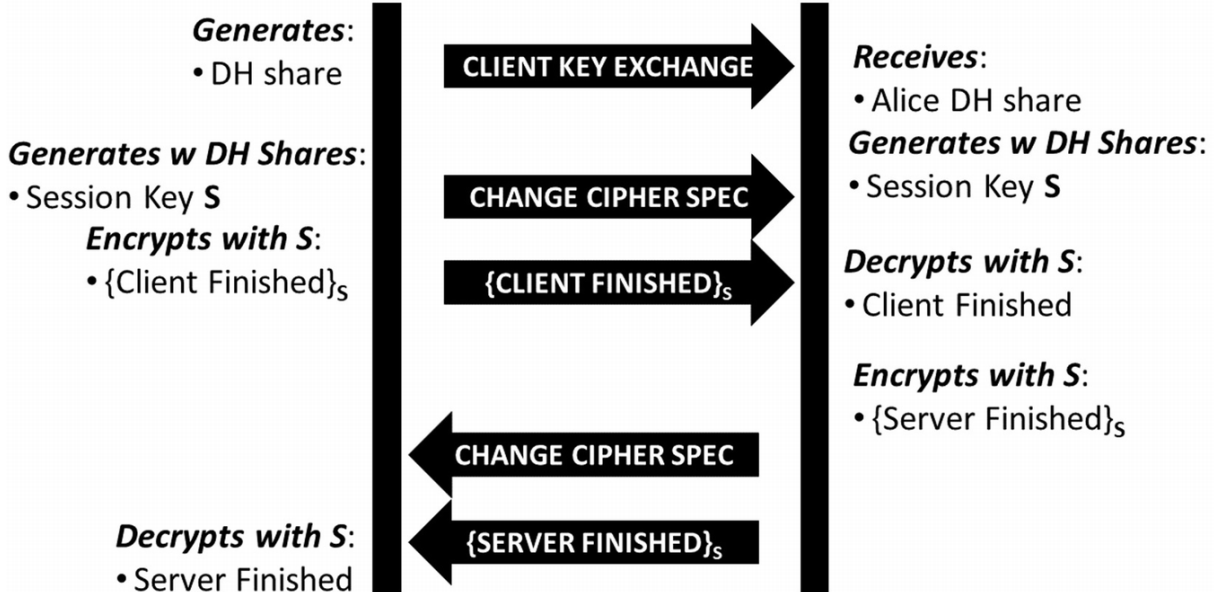 Generates:
• DH share
CLIENT KEY EXCHANGE
Receives:
• Alice DH share
Generates w DH Shares:
• Session Key S
CHANGE CIPHER SPEC
Generates w DH Shares:
• Session Key S
Encrypts with S:
• {Client Finished}S
{CLIENT FINISHED}S
Decrypts with S:
• Client Finished
Encrypts with S:
• {Server Finished}S
CHANGE CIPHER SPEC
{SERVER FINISHED}S
Decrypts with S:
• Server Finished